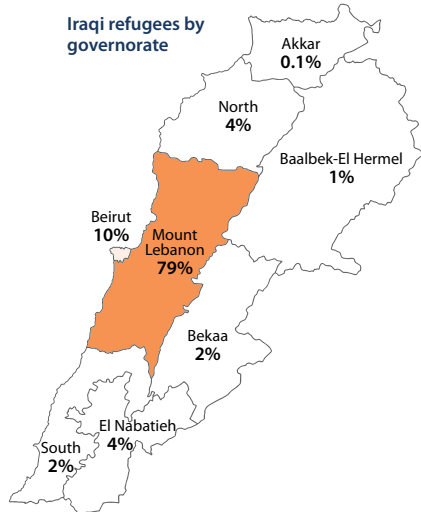 Iraqi refugees by
governorate
Akkar
0.1%
North
4%
Baalbek-El Hermel
1%
Beirut
10%
Mount
Lebanon
79%
Bekaa
2%
El Nabatieh
4%
South
2%